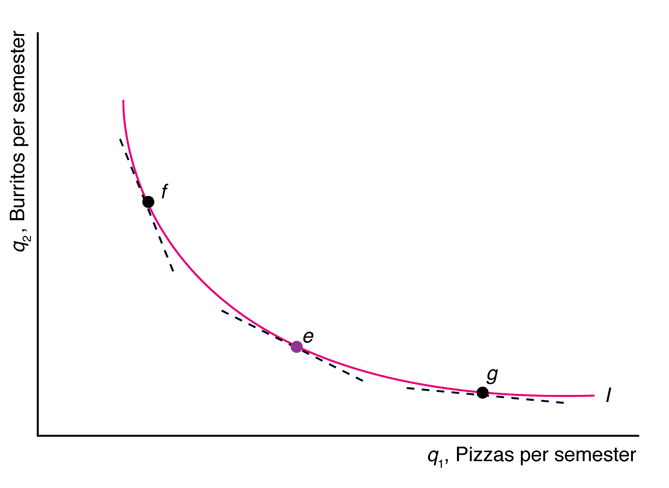 q2, Burritos per semester
f
e
g
I
q1, Pizzas per semester